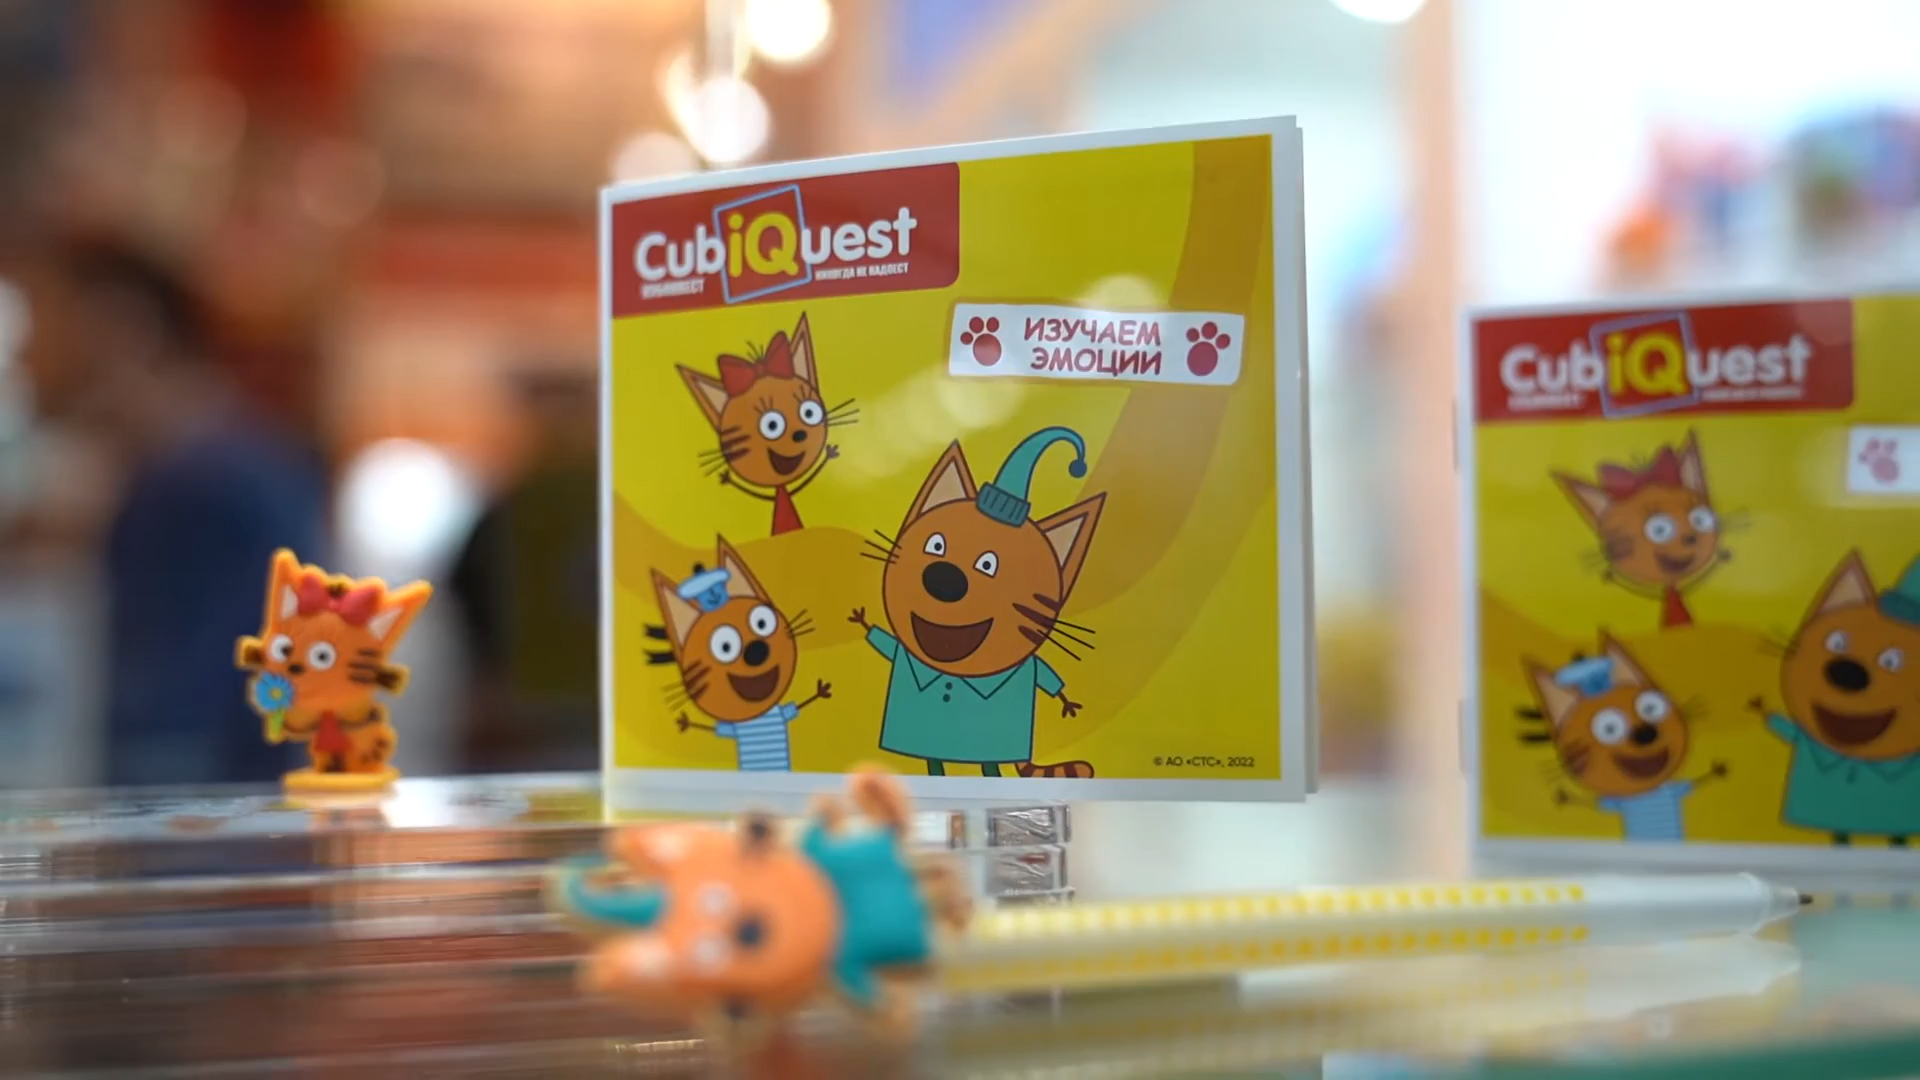 CubiQuest
КУБИКВЕСТ
НИКОГДА НЕ НАДОЕСТ
ИЗУЧАЕМ
ЭМОЦИИ
© АО «СТС», 2022
CubiQuest